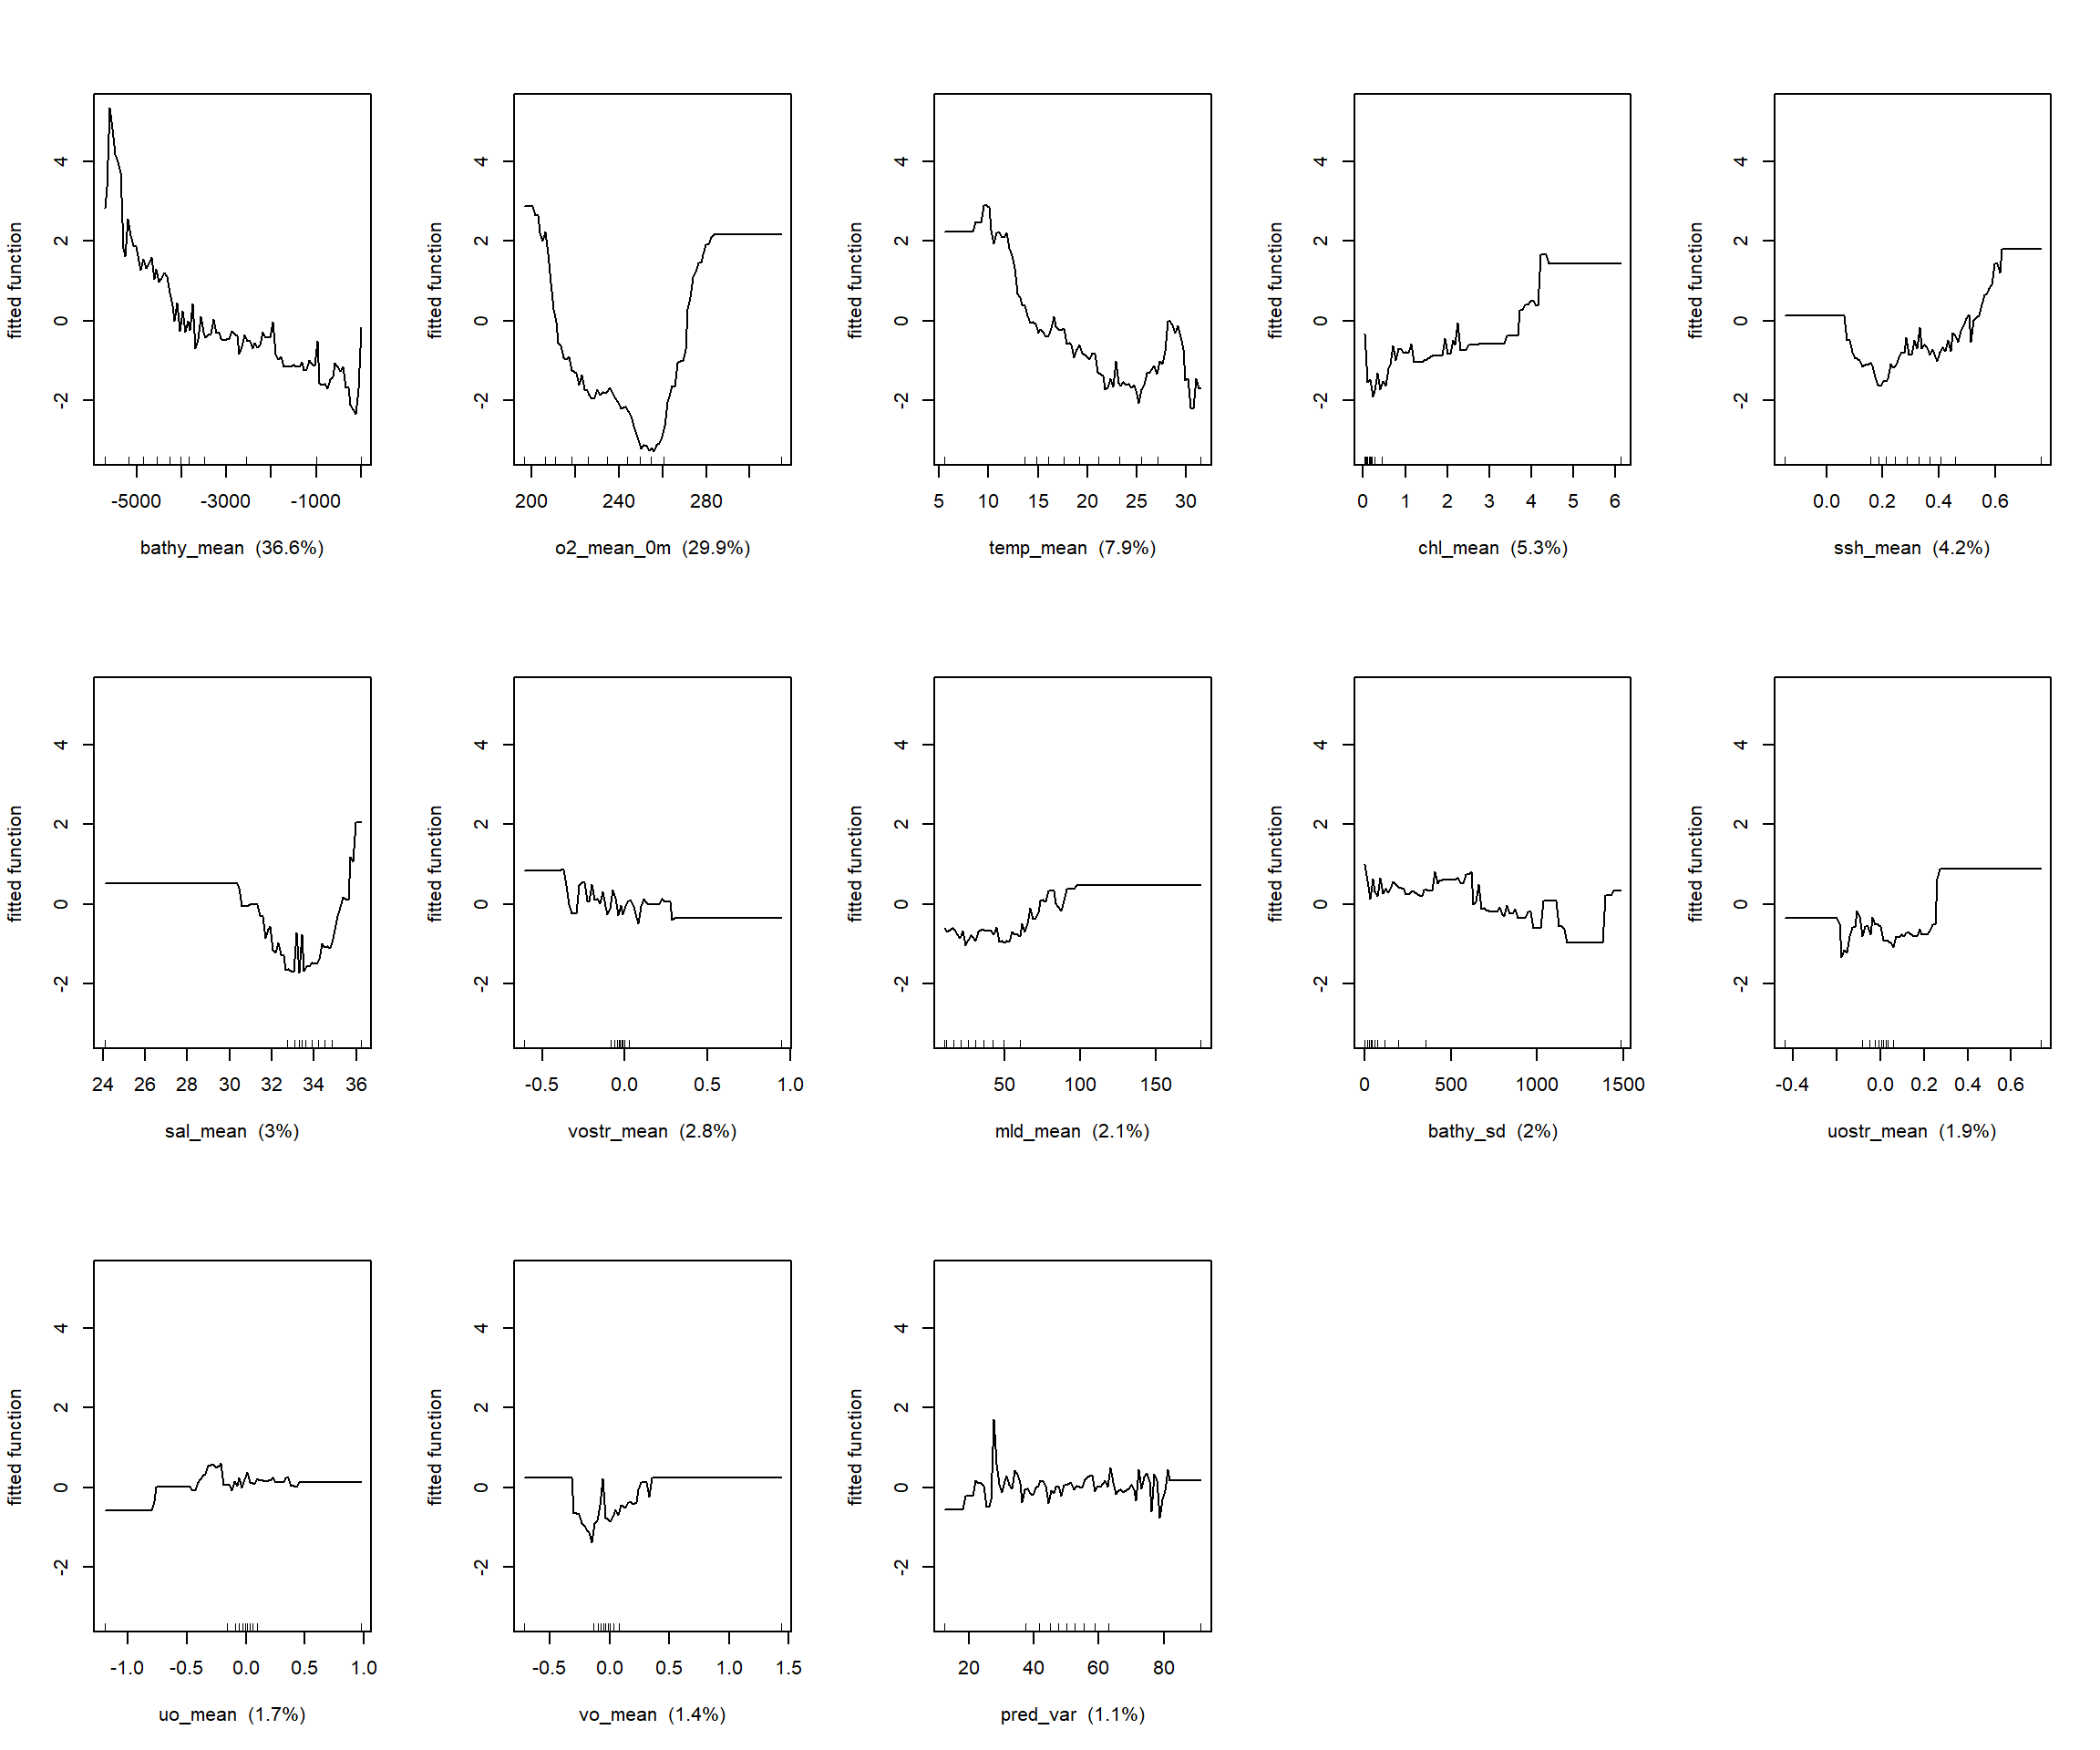 fitted function
-2 0 2 4
-5000 -3000 -1000
bathy_mean (36.6%)
fitted function
-2 0 2 4
200 240 280
o2_mean_0m (29.9%)
fitted function
-2 0 2 4
5 10 15 20 25 30
temp_mean (7.9%)
fitted function
-2 0 2 4
0 1 2 3 4 5 6
chl_mean (5.3%)
fitted function
-2 0 2 4
0.0 0.2 0.4 0.6
ssh_mean (4.2%)
fitted function
-2 0 2 4
24 26 28 30 32 34 36
sal_mean (3%)
fitted function
-2 0 2 4
-0.5 0.0 0.5 1.0
vostr_mean (2.8%)
fitted function
-2 0 2 4
50 100 150
mld_mean (2.1%)
fitted function
-2 0 2 4
0 500 1000 1500
bathy_sd (2%)
fitted function
-2 0 2 4
-0.4 0.0 0.2 0.4 0.6
uostr_mean (1.9%)
fitted function
-2 0 2 4
-1.0 -0.5 0.0 0.5 1.0
uo_mean (1.7%)
fitted function
-2 0 2 4
-0.5 0.0 0.5 1.0 1.5
vo_mean (1.4%)
fitted function
-2 0 2 4
20 40 60 80
pred_var (1.1%)